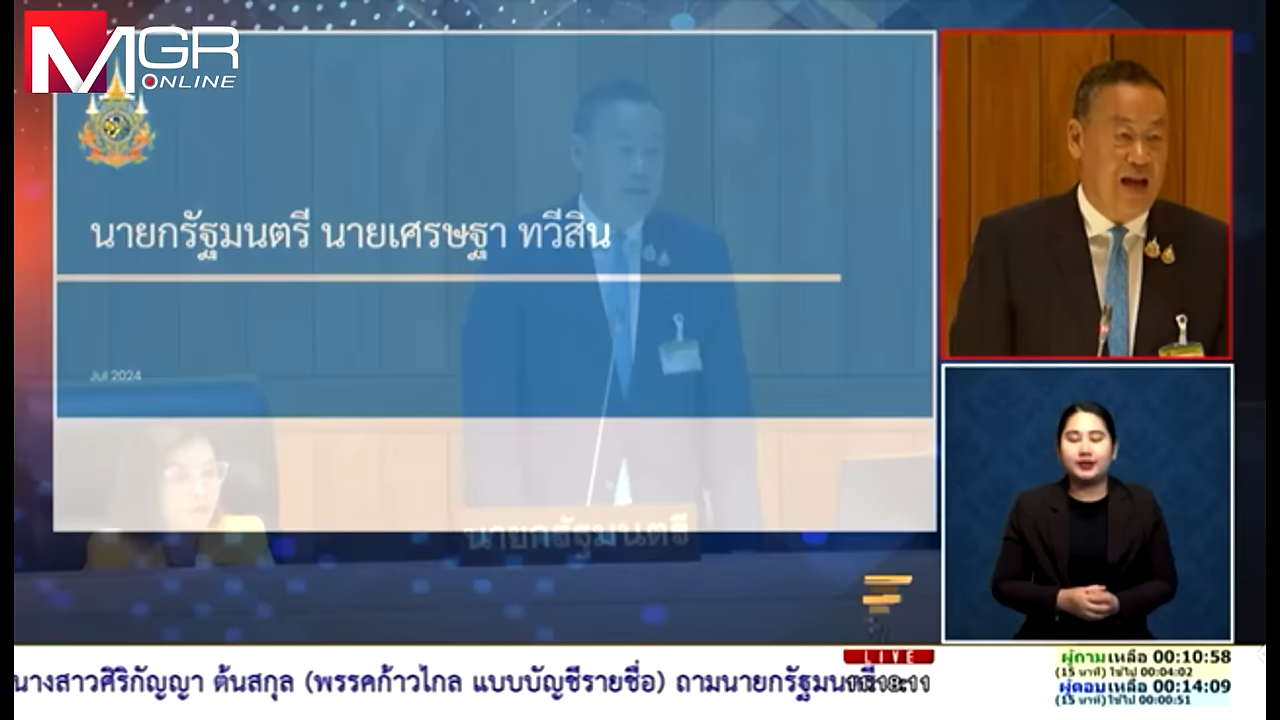 MGR
ONLINE
นายกรัฐมนตรี นายเศรษฐา ทวีสิน
Jul 2024
นายกรัฐมนตรี
LIVE
นางสาวศิริกัญญา ตันสกุล (พรรคก้าวไกล แบบบัญชีรายชื่อ) ถามนายกรัฐมนตรี
ผู้ถามเหลือ 00:10:58
(15 นาที) ใช้ไป 00:04:02
ผู้ตอบเหลือ 00:14:09
(15 นาที) ใช้ไป 00:00:51